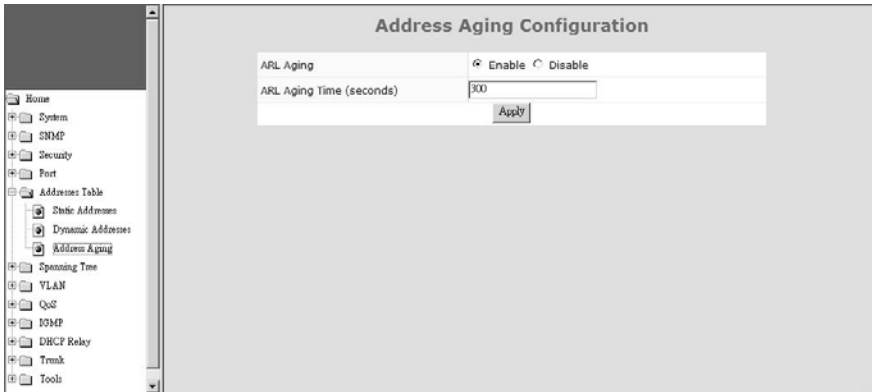 Address Aging Configuration
ARL Aging
Enable Disable
ARL Aging Time (seconds)
300
Apply
Home
System
SNMP
Security
Port
Addresses Table
Static Addresses
Dynamic Addresses
Address Aging
Spanning Tree
VLAN
QoS
IGMP
DHCP Relay
Trunk
Tools